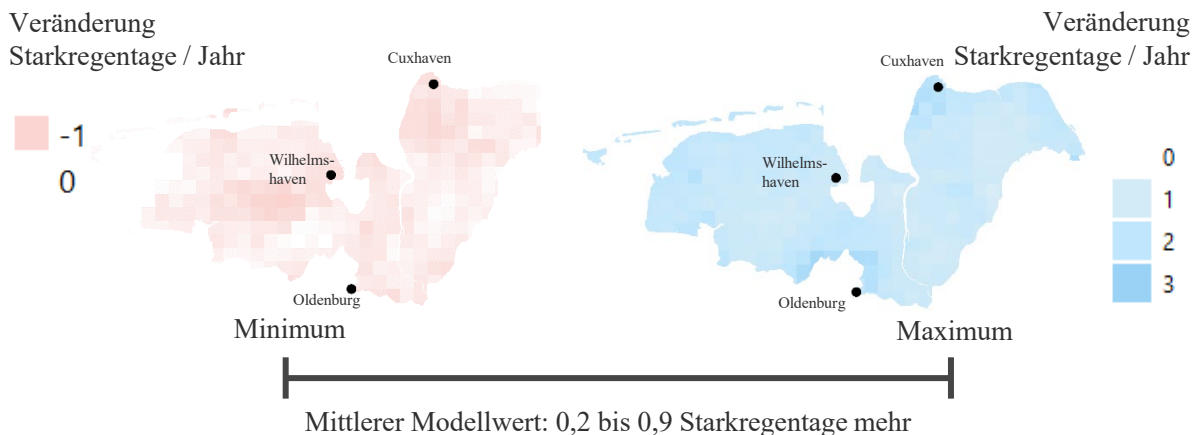 Veränderung
Starkregentage / Jahr
-1
0
Cuxhaven
Wilhelms-
haven
Oldenburg
Minimum
Veränderung
Starkregentage / Jahr
Cuxhaven
Wilhelms-
haven
Oldenburg
0
1
2
3
Maximum
Mittlerer Modellwert: 0,2 bis 0,9 Starkregentage mehr